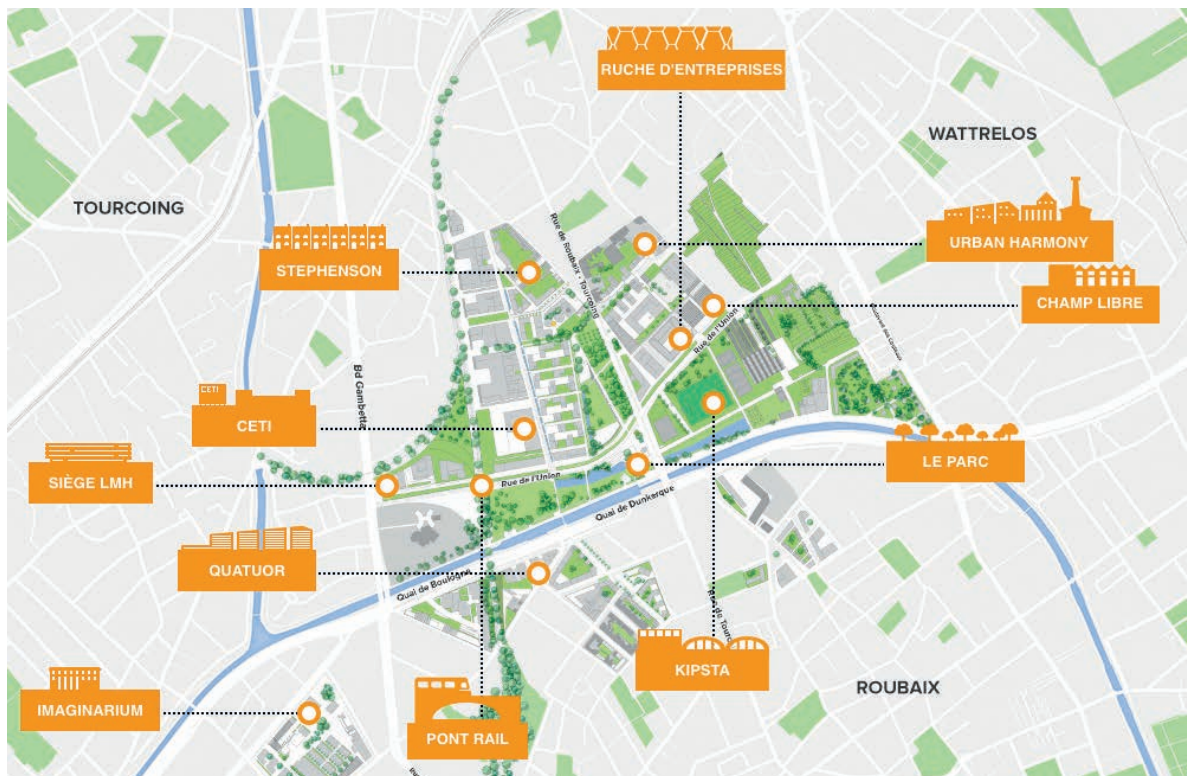 RUCHE D'ENTREPRISES
WATTRELOS
TOURCOING
URBAN HARMONY
STEPHENSON
Rue de Roubaix - Tourcoing
CHAMP LIBRE
Rue de l'Union
Bd Gambetta
CETI
CETI
LE PARC
SIÈGE LMH
Rue de l'Union
Quai de Dunkerque
QUATUOR
Quai de Boulogne
KIPSTA
ROUBAIX
IMAGINARIUM
PONT RAIL